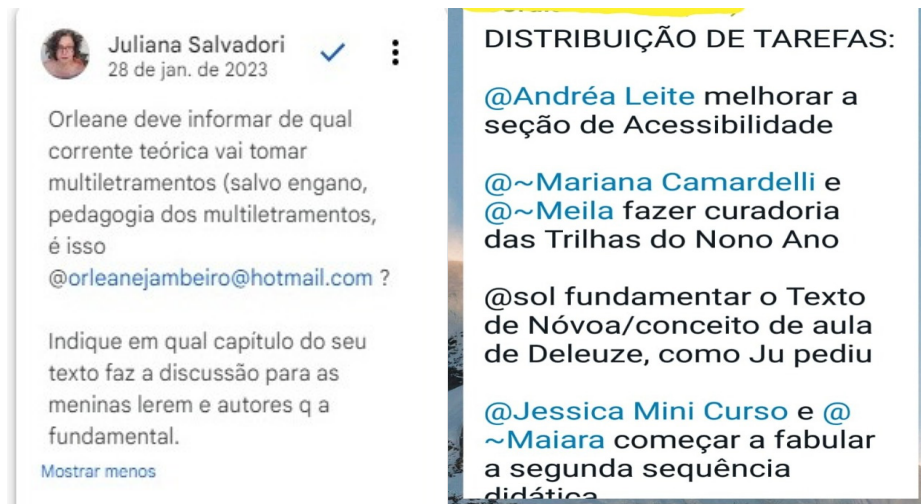 Juliana Salvadori
28 de jan. de 2023
Orleane deve informar de qual
corrente teórica vai tomar
multiletramentos (salvo engano,
pedagogia dos multiletramentos,
é isso
@orleanejambeiro@hotmail.com ?
Indique em qual capítulo do seu
texto faz a discussão para as
meninas lerem e autores q a
fundamental.
Mostrar menos
DISTRIBUIÇÃO DE TAREFAS:
@Andréa Leite melhorar a
seção de Acessibilidade
@~Mariana Camardelli e
@~Meila fazer curadoria
das Trilhas do Nono Ano
@sol fundamentar o Texto
de Nóvoa/conceito de aula
de Deleuze, como Ju pediu
@Jessica Mini Curso e @
~Maiara começar a fabular
a segunda sequência
didática